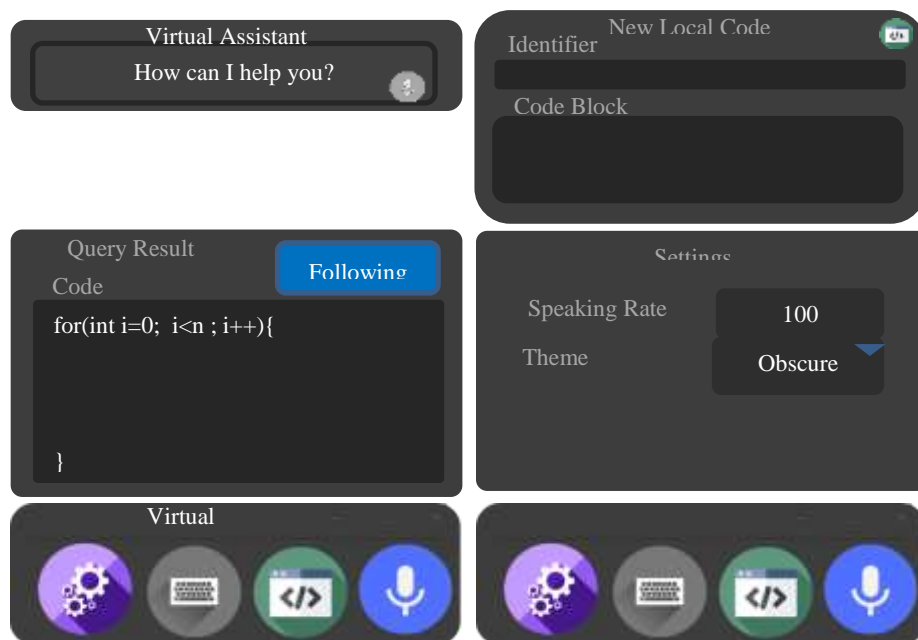 Virtual Assistant
How can I help you?
New Local Code
Identifier
Code Block
Query Result
Following
Code
for(int i=0;  i<n ; i++){
}
Settings
Speaking Rate
100
Theme
Obscure
Virtual